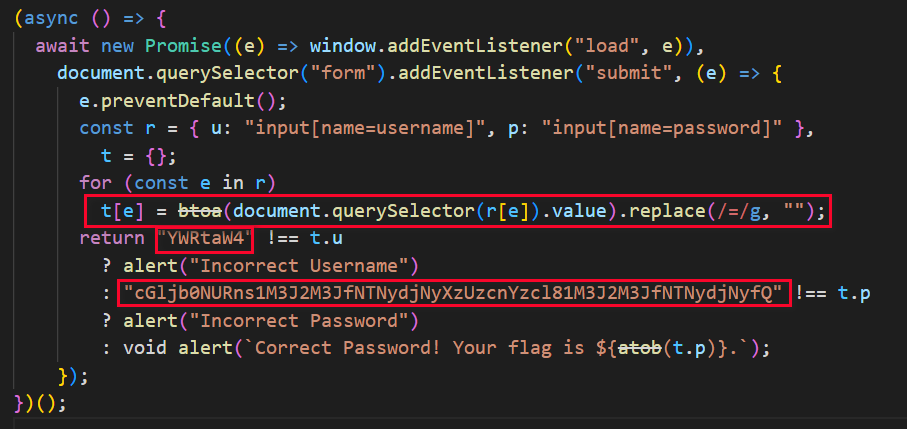 (async () => {
await new Promise((e) => window.addEventListener("load", e)),
document.querySelector("form").addEventListener("submit", (e) => {
e.preventDefault();
const r = { u: "input[name=username]", p: "input[name=password]" },
t = {};
for (const e in r)
t[e] = btoa(document.querySelector(r[e]).value).replace(/=/g, "");
return "YWRtaW4" !== t.u
? alert("Incorrect Username")
: "cGljb0NURns1M3J2M3JfNTNydjNyXzUzcnYzcl81M3J2M3JfNTNydjNyfQ" !== t.p
? alert("Incorrect Password")
: void alert(`Correct Password! Your flag is ${atob(t.p)}.`);
});
})();